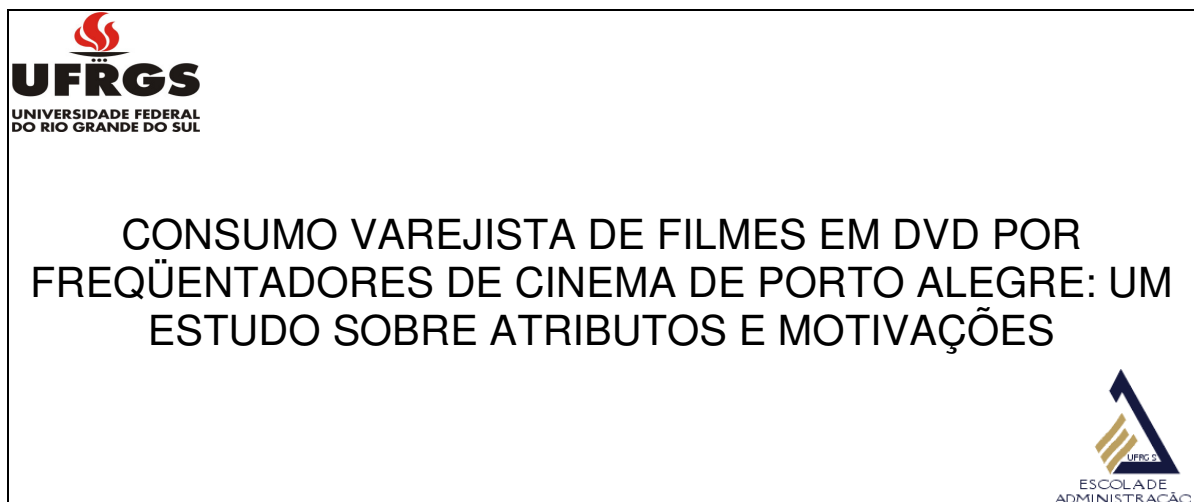 UFRGS
UNIVERSIDADE FEDERAL
DO RIO GRANDE DO SUL
CONSUMO VAREJISTA DE FILMES EM DVD POR
FREQÜENTADORES DE CINEMA DE PORTO ALEGRE: UM
ESTUDO SOBRE ATRIBUTOS E MOTIVAÇÕES
UFRGS
ESCOLA DE
ADMINISTRAÇÃO